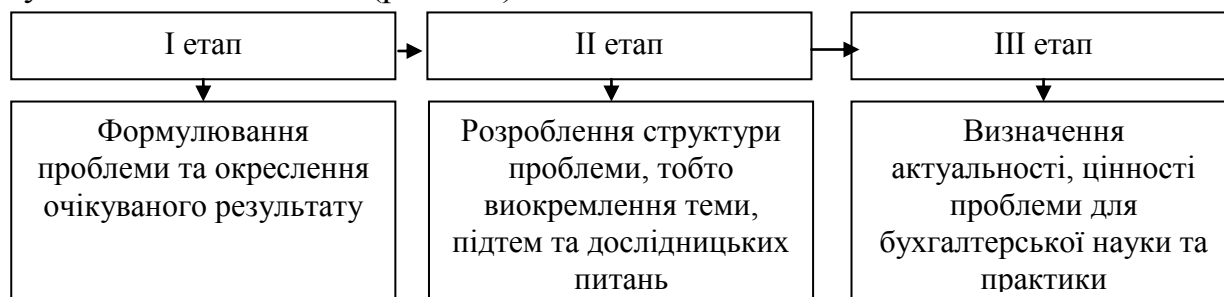 І етап
ІІ етап
ІІІ етап
Формулювання
проблеми та окреслення
очікуваного результату
Розроблення структури
проблеми, тобто
виокремлення теми,
підтем та дослідницьких
питань
Визначення
актуальності, цінності
проблеми для
бухгалтерської науки та
практики